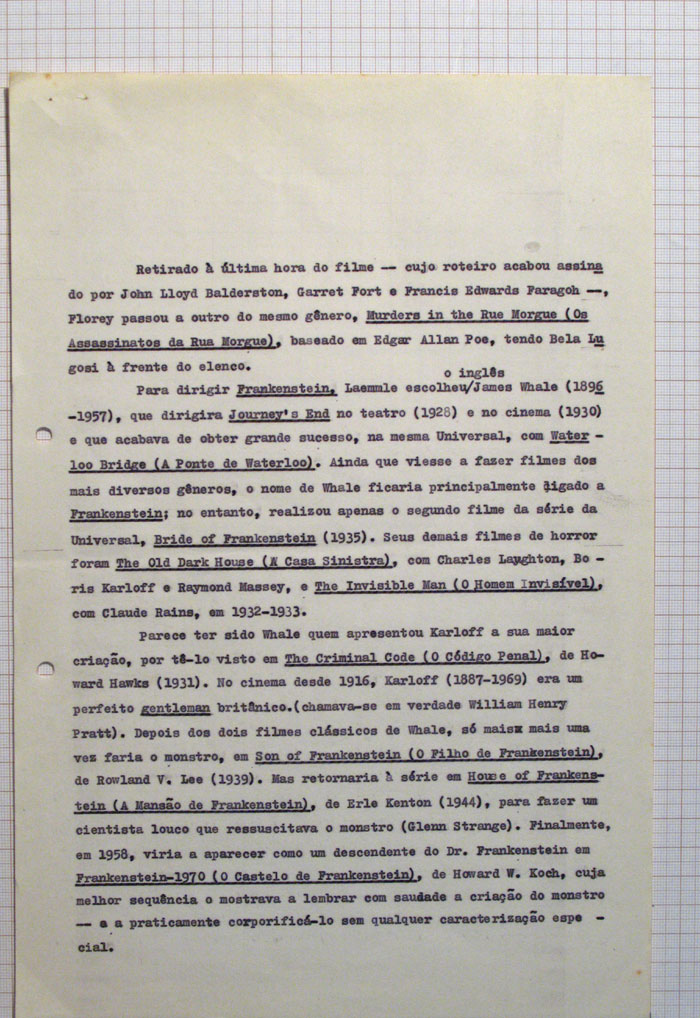 Retirado à última hora do filme -- cujo roteiro acabou assina
do por John Lloyd Balderston, Garret Fort e Francis Edwards Faragoh --,
Florey passou a outro do mesmo gênero, Murders in the Rue Morgue (Os
Assassinatos da Rua Morgue), baseado em Edgar Allan Poe, tendo Bela Lu
gosi à frente do elenco.
o inglês
Para dirigir Frankenstein, Laemmle escolheu/James Whale (1896
-1957), que dirigira Journey's End no teatro (1928) e no cinema (1930)
e que acabava de obter grande sucesso, na mesma Universal, com Water -
loo Bridge (A Ponte de Waterloo). Ainda que viesse a fazer filmes dos
mais diversos gêneros, o nome de Whale ficaria principalmente ligado a
Frankenstein; no entanto, realizou apenas o segundo filme da série da
Universal, Bride of Frankenstein (1935). Seus demais filmes de horror
foram The Old Dark House (A Casa Sinistra), com Charles Laughton, Bo -
ris Karloff e Raymond Massey, e The Invisible Man (O Homem Invisível),
com Claude Rains, em 1932-1933.
Parece ter sido Whale quem apresentou Karloff a sua maior
criação, por tê-lo visto em The Criminal Code (O Código Penal), de Ho-
ward Hawks (1931). No cinema desde 1916, Karloff (1887-1969) era um
perfeito gentleman britânico.(chamava-se em verdade William Henry
Pratt). Depois dos dois filmes clássicos de Whale, só maisx mais uma
vez faria o monstro, em Son of Frankenstein (O Filho de Frankenstein),
de Rowland V. Lee (1939). Mas retornaria à série em House of Frankens-
tein (A Mansão de Frankenstein), de Erle Kenton (1944), para fazer um
cientista louco que ressuscitava o monstro (Glenn Strange). Finalmente,
em 1958, viria a aparecer como um descendente do Dr. Frankenstein em
Frankenstein-1970 (O Castelo de Frankenstein), de Howard W. Koch, cuja
melhor sequência o mostrava a lembrar com saudade a criação do monstro
-- e a praticamente corporificá-lo sem qualquer caracterização espe -
cial.